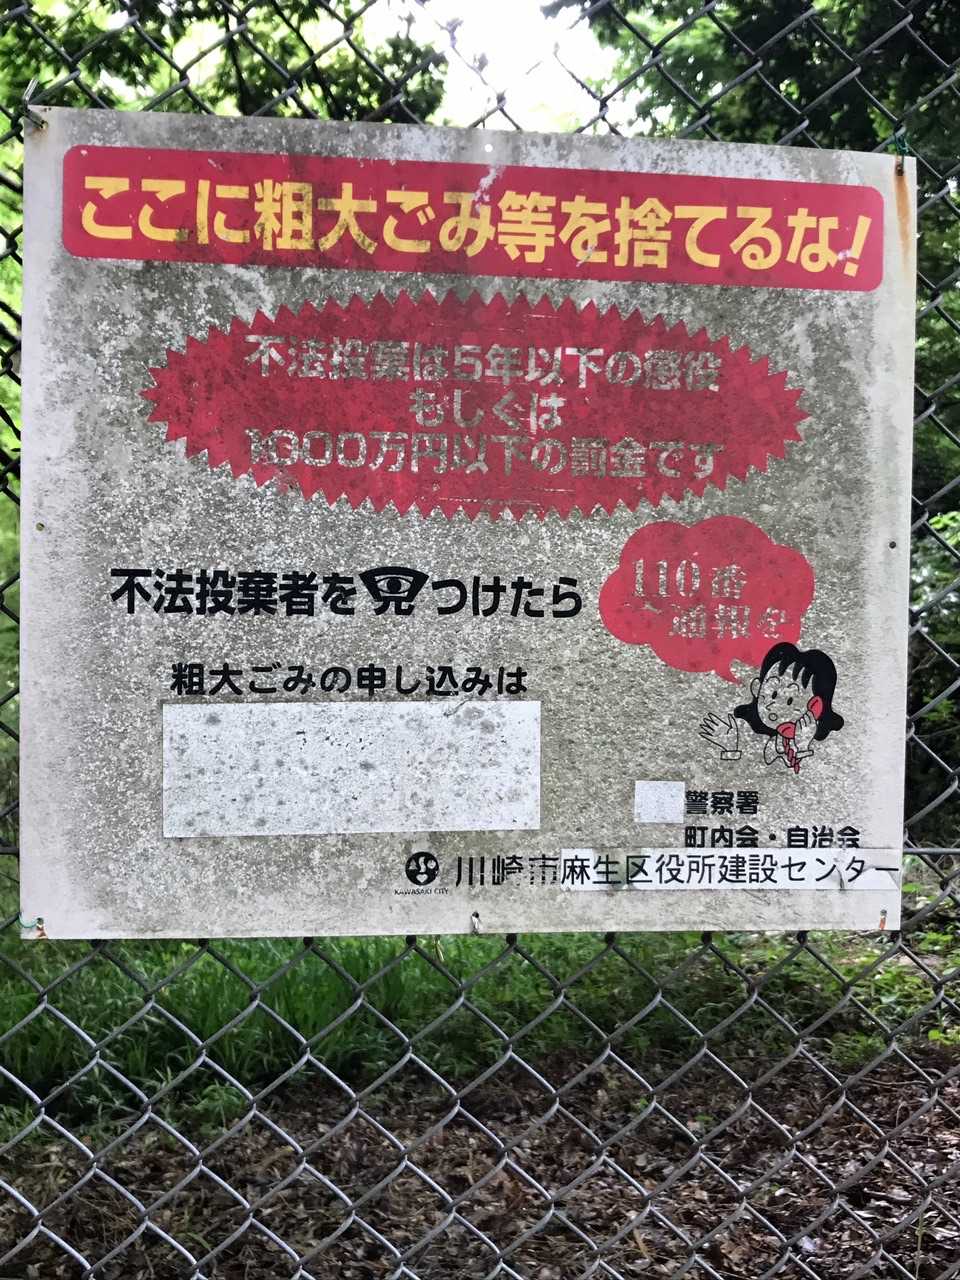 ここに粗大ごみ等を捨てるな!
不法投棄は5年以下の懲役
もしくは
1000万円以下の罰金です
不法投棄者を見つけたら
110番
通報を
粗大ごみの申し込みは
警察署
町内会・自治会
KAWASAKI CITY
川崎市麻生区役所建設センター